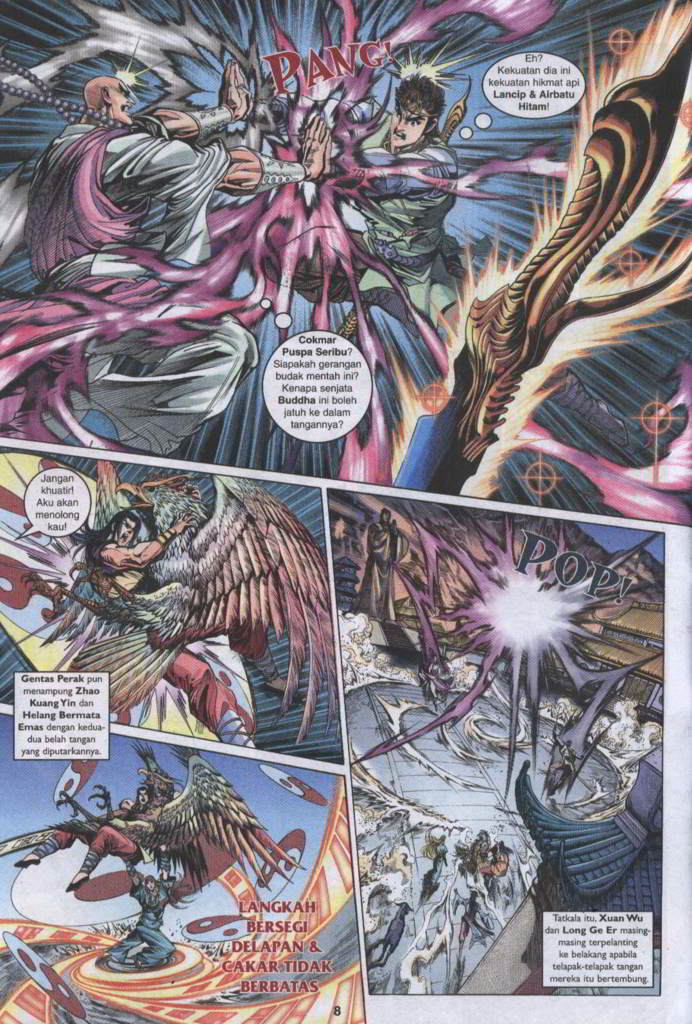 PANG!
Eh?
Kekuatan dia ini
kekuatan hikmat api
Lancip & Airbatu
Hitam!
Cokmar
Puspa Seribu?
Siapakah gerangan
budak mentah ini?
Kenapa senjata
Buddha ini boleh
jatuh ke dalam
tangannya?
Jangan
khuatir!
Aku akan
menolong
kau!
Gentas Perak pun
menampung Zhao
Kuang Yin dan
Helang Bermata
Emas dengan kedua-
dua belah tangan
yang diputarkannya.
POP!
Tatkala itu, Xuan Wu
dan Long Ge Er masing-
masing terpelanting
ke belakang apabila
telapak-telapak tangan
mereka itu bertembung.
LANGKAH
BERSEGI
DELAPAN &
CAKAR TIDAK
BERBATAS
8